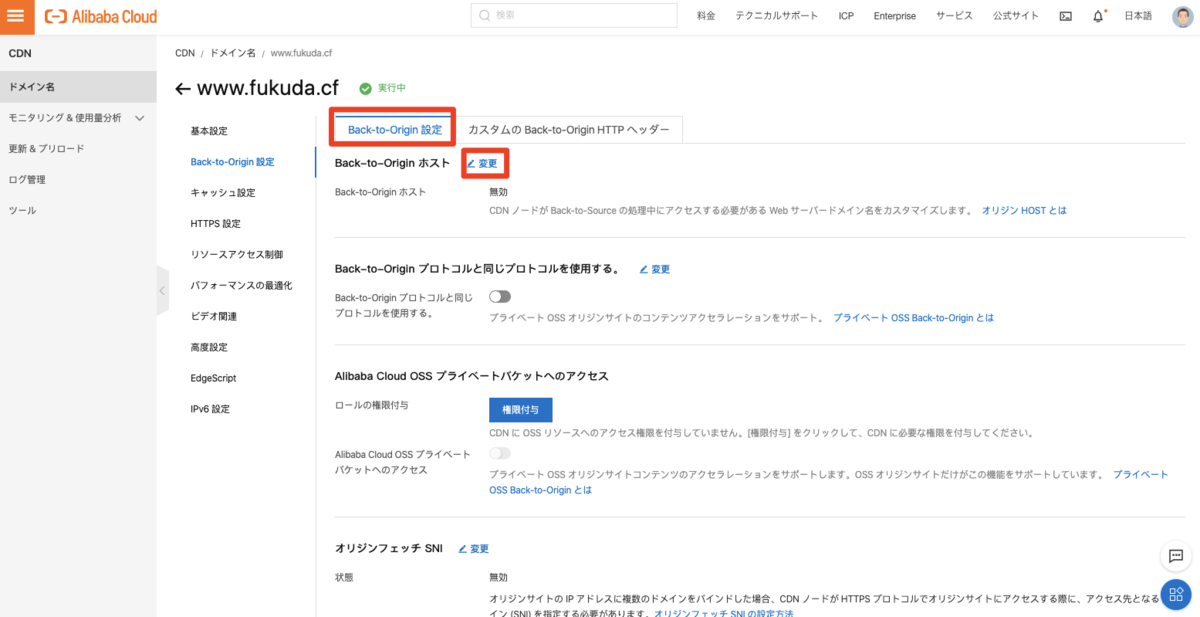 Alibaba Cloud
検索
料金
テクニカルサポート
ICP
Enterprise
サービス
公式サイト
日本語
CDN
ドメイン名
モニタリング & 使用量分析
更新 & プリロード
ログ管理
ツール
CDN / ドメイン名 / www.fukuda.cf
www.fukuda.cf
実行中
基本設定
Back-to-Origin 設定
キャッシュ設定
HTTPS 設定
リソースアクセス制御
パフォーマンスの最適化
ビデオ関連
高度設定
EdgeScript
IPv6 設定
Back-to-Origin 設定
カスタムの Back-to-Origin HTTP ヘッダー
Back-to-Origin ホスト 変更
Back-to-Origin ホスト
無効
CDN ノードが Back-to-Source の処理中にアクセスする必要がある Web サーバードメイン名をカスタマイズします。 オリジン HOST とは
Back-to-Origin プロトコルと同じプロトコルを使用する。 変更
Back-to-Origin プロトコルと同じ
プロトコルを使用する。
プライベート OSS オリジンサイトのコンテンツアクセラレーションをサポート。 プライベート OSS Back-to-Origin とは
Alibaba Cloud OSS プライベートバケットへのアクセス
ロールの権限付与
権限付与
CDN に OSS リソースへのアクセス権限を付与していません。[権限付与] をクリックして、CDN に必要な権限を付与してください。
Alibaba Cloud OSS プライベート
バケットへのアクセス
プライベート OSS オリジンサイトコンテンツのアクセラレーションをサポートします。OSS オリジンサイトだけがこの機能をサポートしています。 プライベート
OSS Back-to-Origin とは
オリジンフェッチ SNI 変更
状態
無効
オリジンサイトの IP アドレスに複数のドメインをバインドした場合、CDN ノードが HTTPS プロトコルでオリジンサイトにアクセスする際に、アクセス先となる
イン (SNI) を指定する必要があります。オリジンフェッチ SNI の設定方法